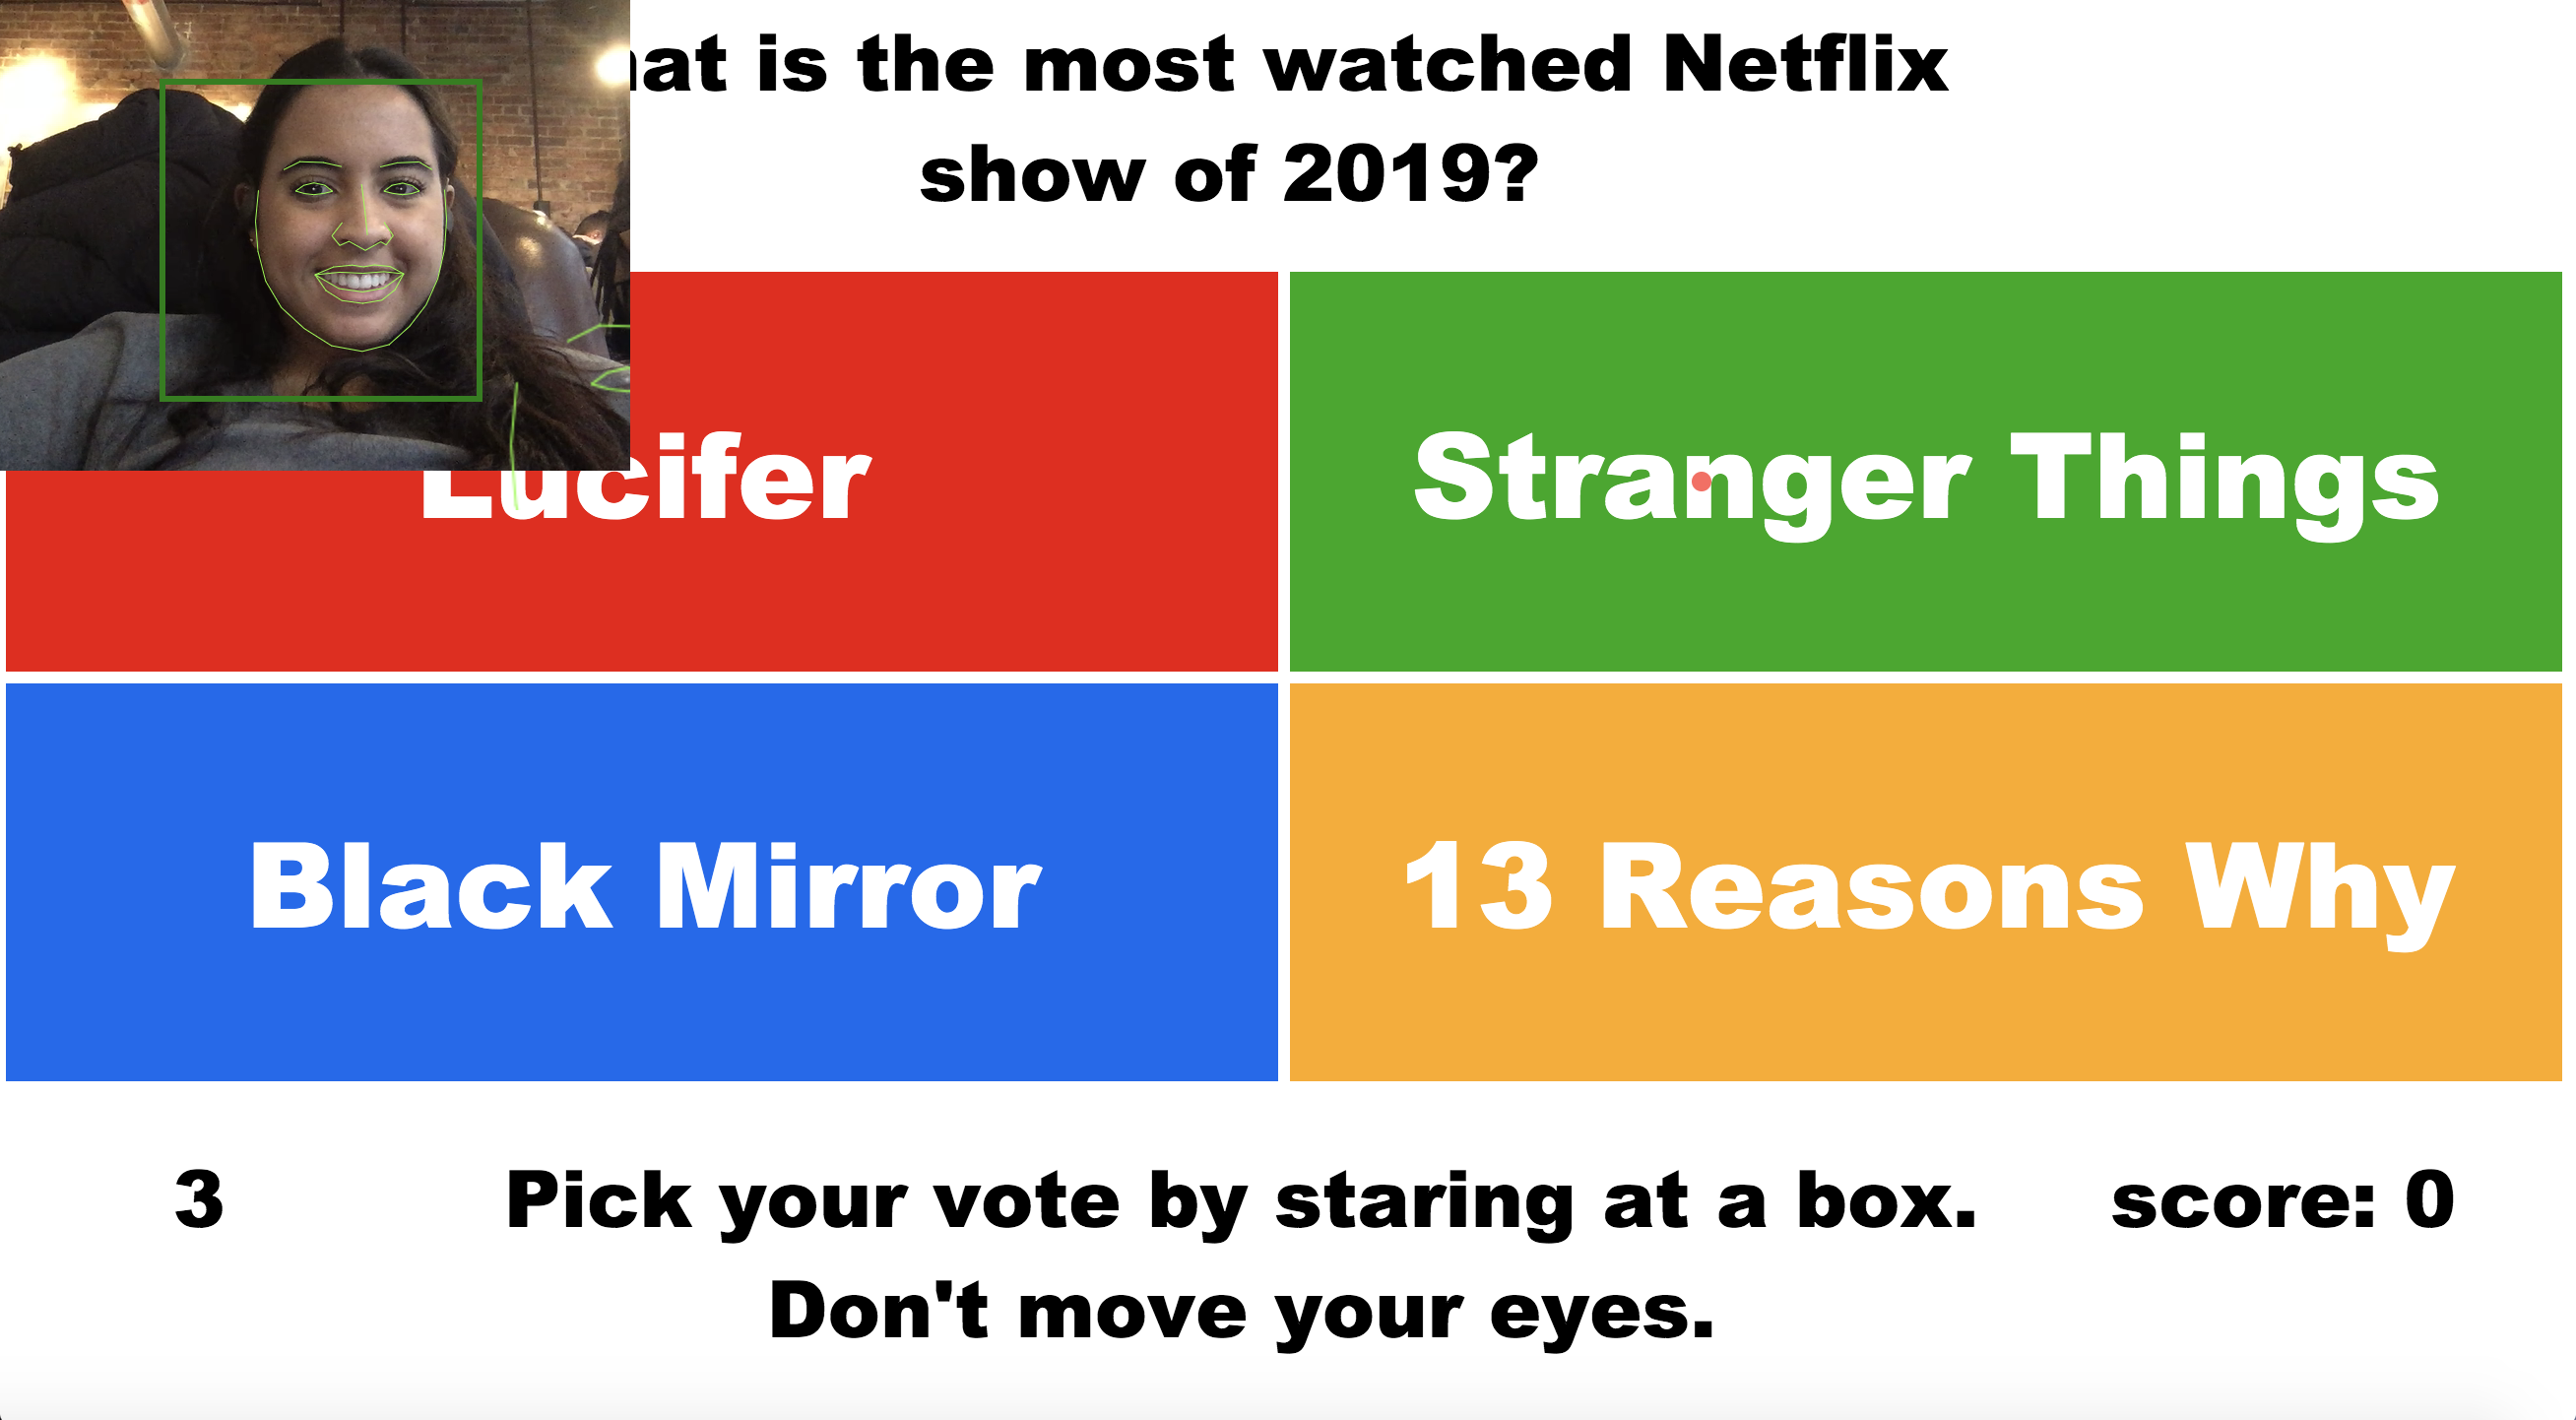 is the most watched Netflix
show of 2019?
Lucifer
Stranger Things
Black Mirror
13 Reasons Why
3
Pick your vote by staring at a box.
score: 0
Don't move your eyes.